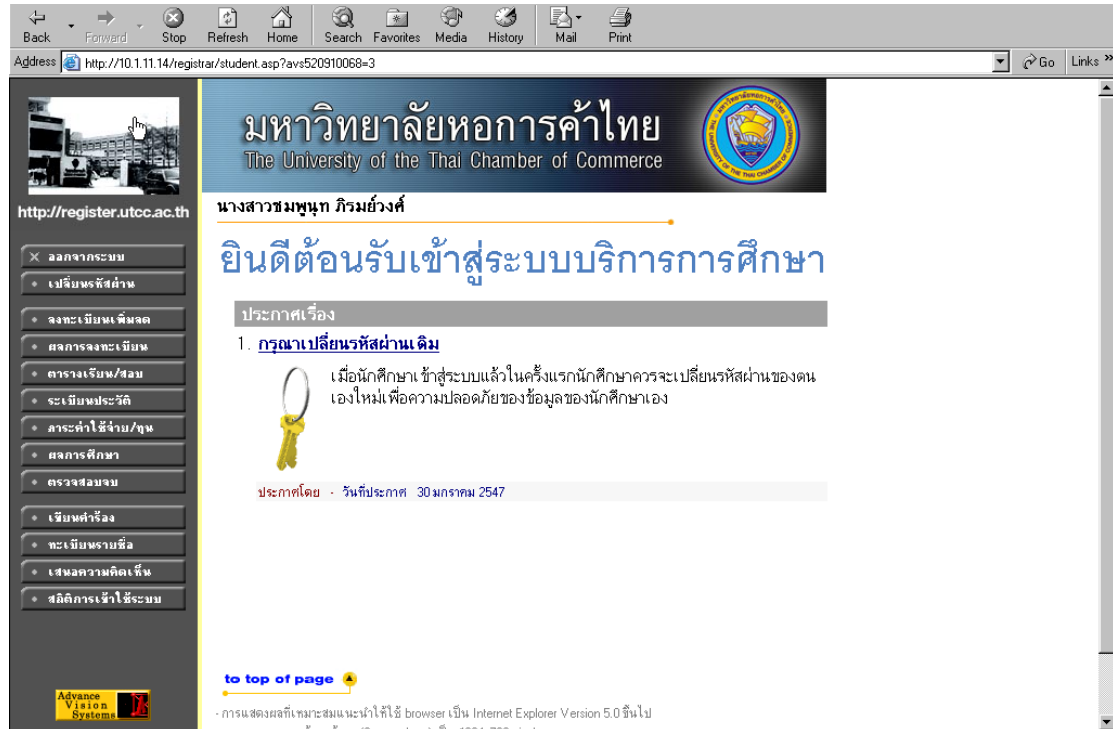 Back Forward Stop Refresh Home Search Favorites Media History Mail Print
Address http://10.1.11.14/registrar/student.asp?avs520910068=3 Go Links »
มหาวิทยาลัยหอการค้าไทย
The University of the Thai Chamber of Commerce
http://register.utcc.ac.th
ออกจากระบบ
เปลี่ยนรหัสผ่าน
ลงทะเบียนเพิ่มลด
ผลการลงทะเบียน
ตารางเรียน/สอบ
ระเบียนประวัติ
ภาระค่าใช้จ่าย/ทุน
ผลการศึกษา
ตรวจสอบจบ
เขียนคำร้อง
ทะเบียนรายชื่อ
เสนอความคิดเห็น
สถิติการเข้าใช้ระบบ
Advance
Vision
Systems
นางสาวชมพูนุท ภิรมย์วงศ์
ยินดีต้อนรับเข้าสู่ระบบบริการการศึกษา
ประกาศเรื่อง
1. กรุณาเปลี่ยนรหัสผ่านเดิม
เมื่อนักศึกษาเข้าสู่ระบบแล้วในครั้งแรกนักศึกษาควรจะเปลี่ยนรหัสผ่านของตน
เองใหม่เพื่อความปลอดภัยของข้อมูลของนักศึกษาเอง
ประกาศโดย - วันที่ประกาศ 30 มกราคม 2547
to top of page
- การแสดงผลที่เหมาะสมแนะนำให้ใช้ browser เป็น Internet Explorer Version 5.0 ขึ้นไป